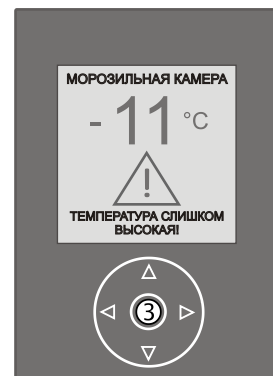 МОРОЗИЛЬНАЯ КАМЕРА
- 11 °C
ТЕМПЕРАТУРА СЛИШКОМ
ВЫСОКАЯ!
3